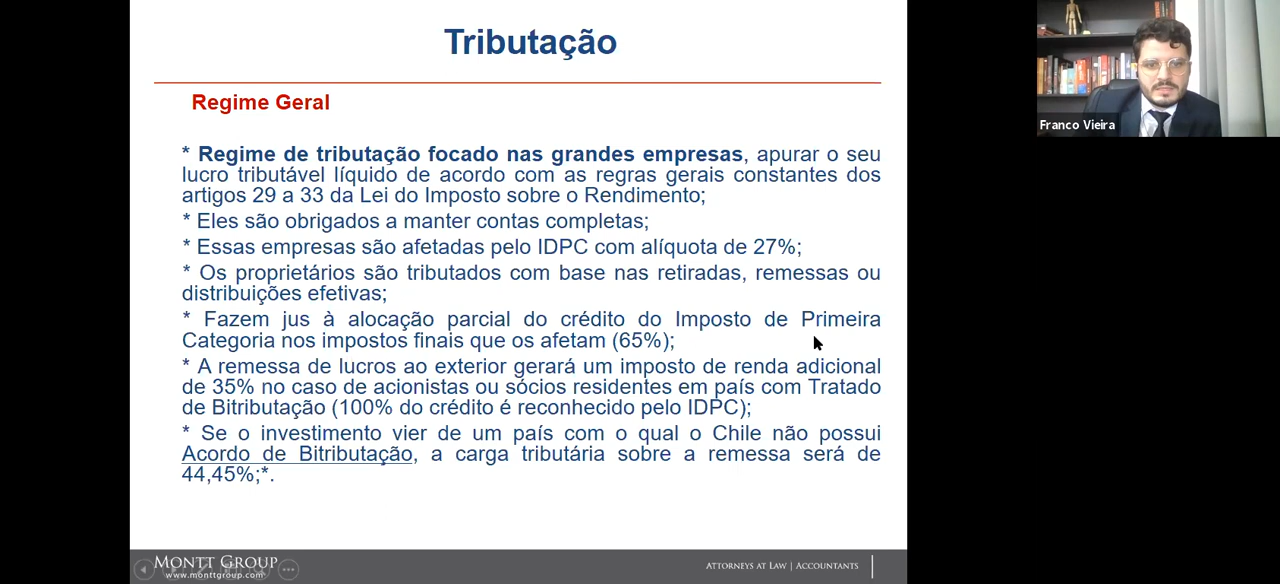 Tributação
Regime Geral
* Regime de tributação focado nas grandes empresas, apurar o seu
lucro tributável líquido de acordo com as regras gerais constantes dos
artigos 29 a 33 da Lei do Imposto sobre o Rendimento;
* Eles são obrigados a manter contas completas;
* Essas empresas são afetadas pelo IDPC com alíquota de 27%;
* Os proprietários são tributados com base nas retiradas, remessas ou
distribuições efetivas;
* Fazem jus à alocação parcial do crédito do Imposto de Primeira
Categoria nos impostos finais que os afetam (65%);
* A remessa de lucros ao exterior gerará um imposto de renda adicional
de 35% no caso de acionistas ou sócios residentes em país com Tratado
de Bitributação (100% do crédito é reconhecido pelo IDPC);
* Se o investimento vier de um país com o qual o Chile não possui
Acordo de Bitributação, a carga tributária sobre a remessa será de
44,45%;*.
MONTT GROUP
www.monttgroup.com
ATTORNEYS AT LAW | ACCOUNTANTS
Franco Vieira